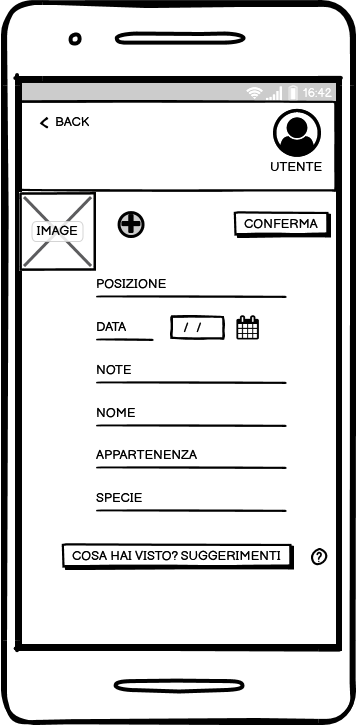 16:42
BACK
UTENTE
IMAGE
CONFERMA
POSIZIONE
DATA / /
NOTE
NOME
APPARTENENZA
SPECIE
COSA HAI VISTO? SUGGERIMENTI ?